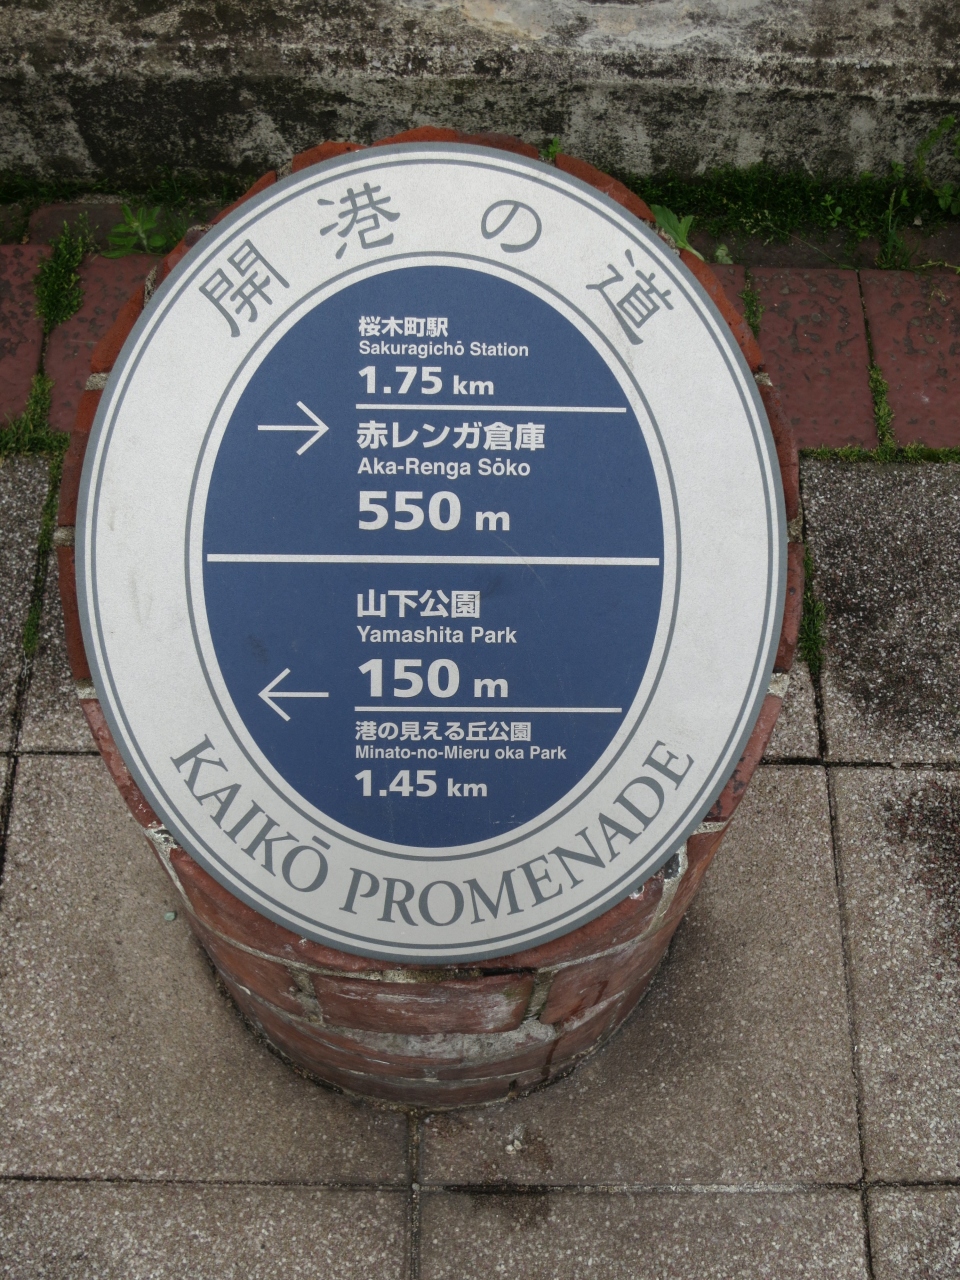 開港の道
桜木町駅
Sakuragichō Station
1.75 km
→
赤レンガ倉庫
Aka-Renga Sōko
550 m
山下公園
Yamashita Park
150 m
←
港の見える丘公園
Minato-no-Mieru oka Park
1.45 km
KAIKŌ PROMENADE